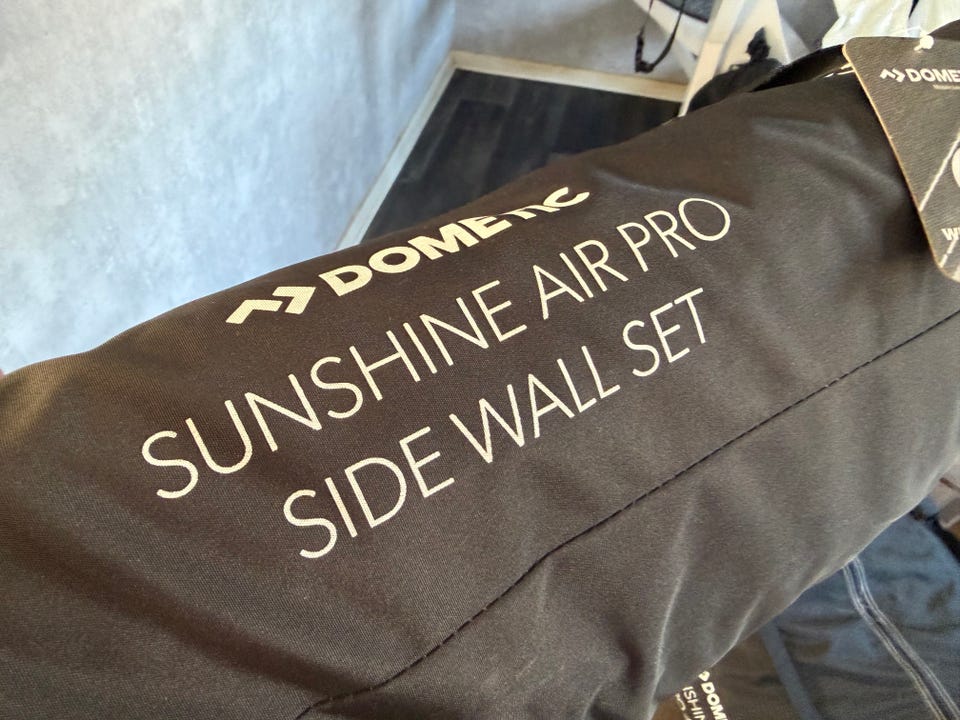 DOMETIC
SUNSHINE AIR PRO
SIDE WALL SET